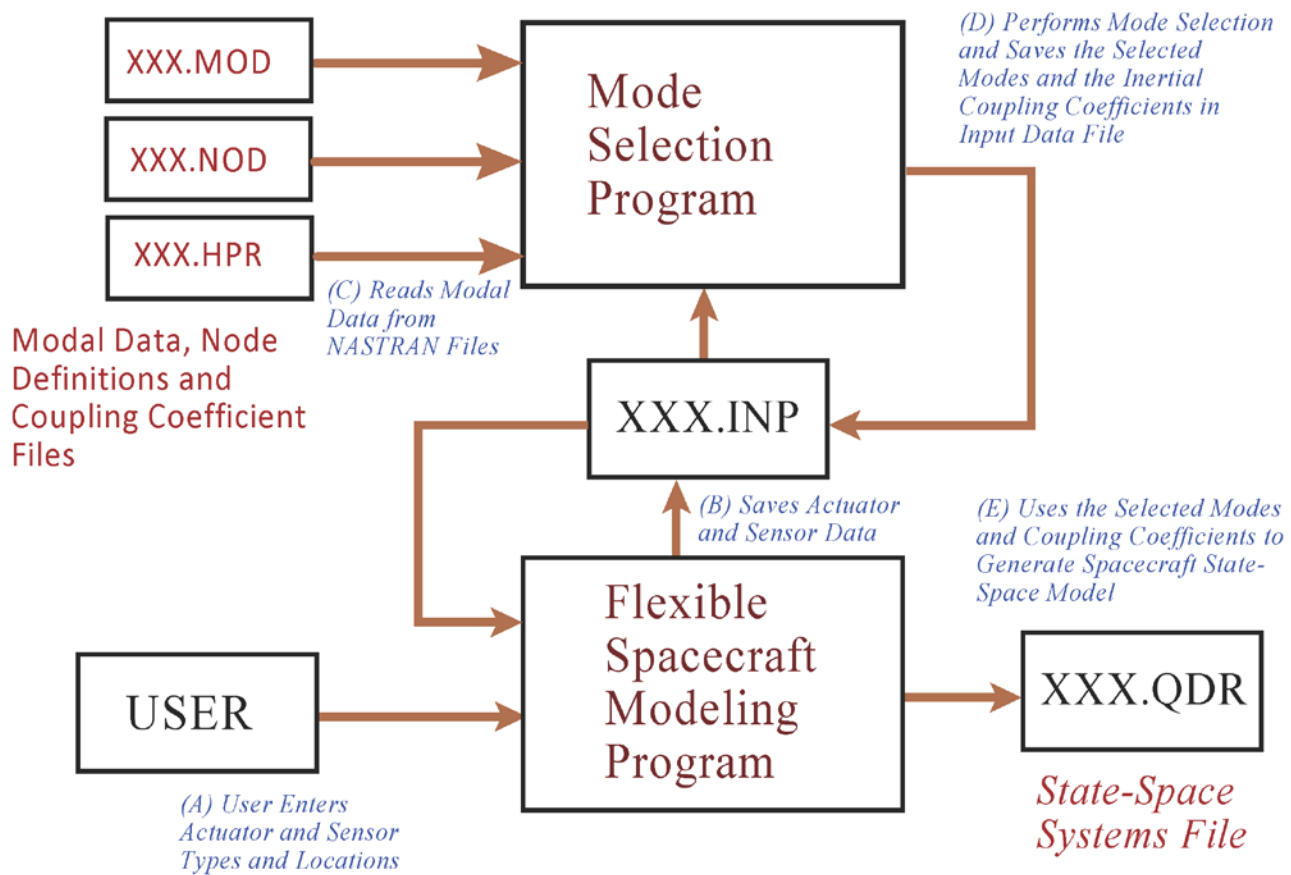 XXX.MOD
XXX.NOD
XXX.HPR
Modal Data, Node
Definitions and
Coupling Coefficient
Files
Mode
Selection
Program
(C) Reads Modal
Data from
NASTRAN Files
(D) Performs Mode Selection
and Saves the Selected
Modes and the Inertial
Coupling Coefficients in
Input Data File
XXX.INP
(B) Saves Actuator
and Sensor Data
(E) Uses the Selected Modes
and Coupling Coefficients to
Generate Spacecraft State-
Space Model
USER
(A) User Enters
Actuator and Sensor
Types and Locations
Flexible
Spacecraft
Modeling
Program
XXX.QDR
State-Space
Systems File